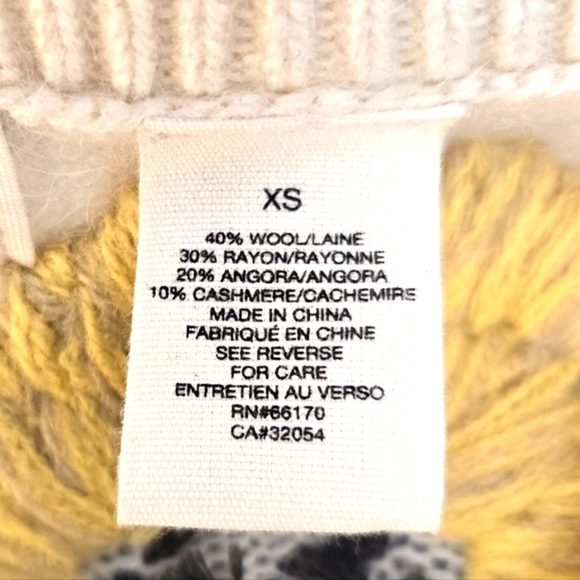 XS
40% WOOL/LAINE
30% RAYON/RAYONNE
20% ANGORA/ANGORA
10% CASHMERE/CACHEMIRE
MADE IN CHINA
FABRIQUÉ EN CHINE
SEE REVERSE
FOR CARE
ENTRETIEN AU VERSO
RN#66170
CA#32054